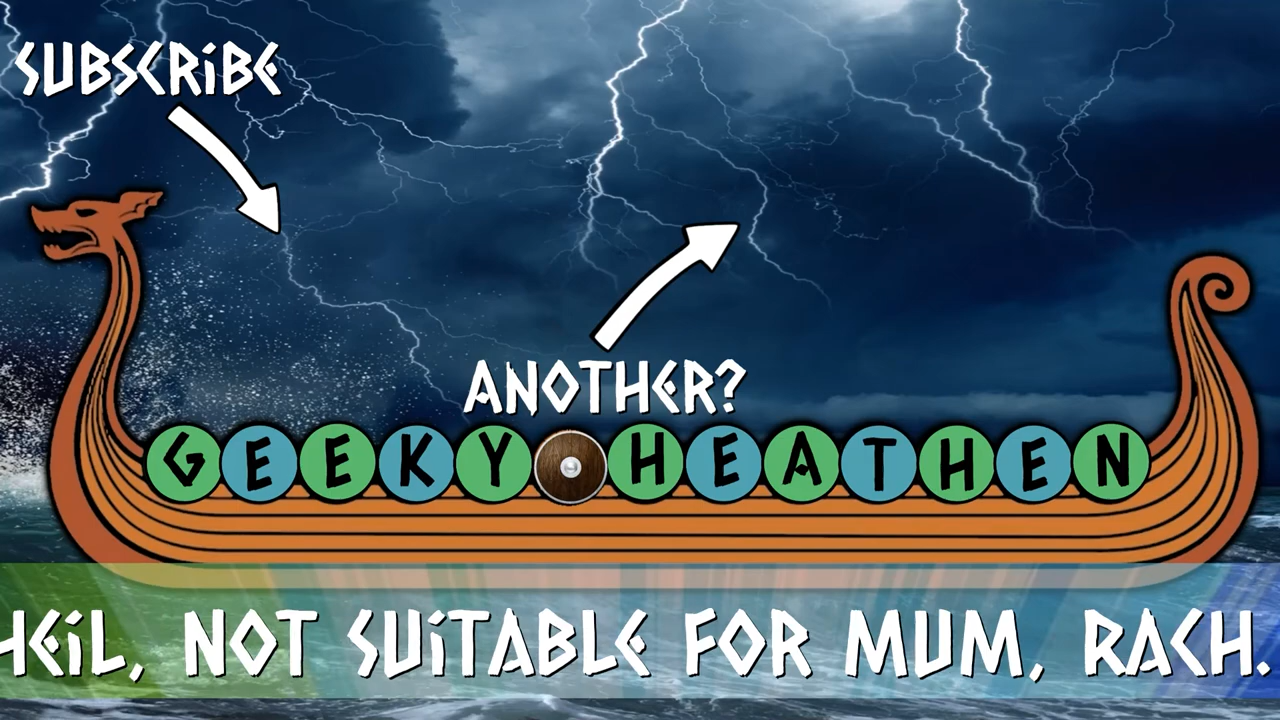 SUBSCRiBE
ANOTHER?
GEEKY HEATHEN
HEiL, NOT SUiTABLE FOR MUM, RACH.